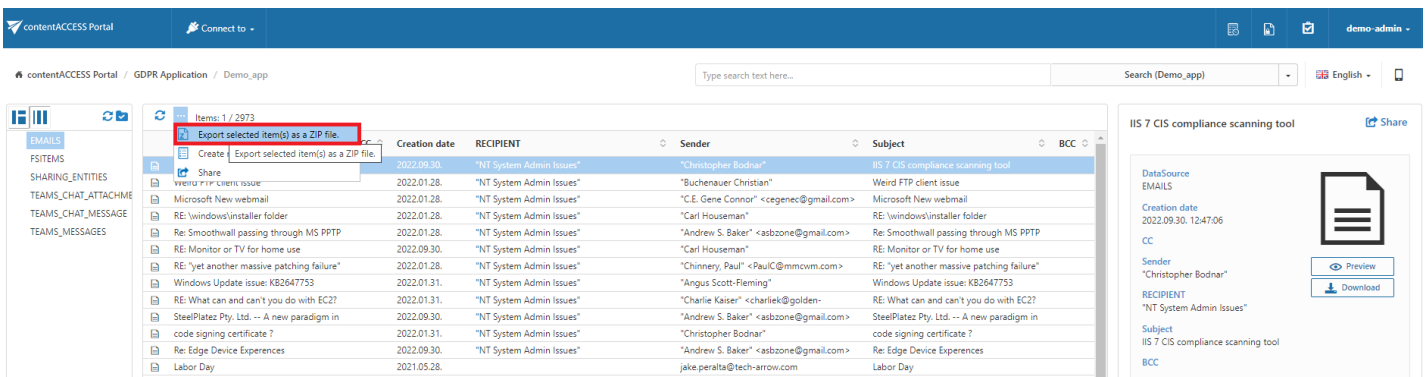 contentACCESS Portal Connect to demo-admin
contentACCESS Portal / GDPR Application / Demo_app Type search text here... Search (Demo_app) English
Items: 1 / 2973
Export selected item(s) as a ZIP file.
Create Export selected item(s) as a ZIP file.
Share
EMAILS
FSITEMS
SHARING_ENTITIES
TEAMS_CHAT_ATTACHME
TEAMS_CHAT_MESSAGE
TEAMS_MESSAGES
CC Creation date RECIPIENT Sender Subject BCC
2022.09.30. "NT System Admin Issues" "Christopher Bodnar" IIS 7 CIS compliance scanning tool
Weird FTP client issue 2022.01.28. "NT System Admin Issues" "Buchenauer Christian" Weird FTP client issue
Microsoft New webmail 2022.01.28. "NT System Admin Issues" "C.E. Gene Connor" <cegenec@gmail.com> Microsoft New webmail
RE: \windows\installer folder 2022.01.28. "NT System Admin Issues" "Carl Houseman" RE: \windows\installer folder
Re: Smoothwall passing through MS PPTP 2022.01.28. "NT System Admin Issues" "Andrew S. Baker" <asbzone@gmail.com> Re: Smoothwall passing through MS PPTP
RE: Monitor or TV for home use 2022.09.30. "NT System Admin Issues" "Carl Houseman" RE: Monitor or TV for home use
RE: "yet another massive patching failure" 2022.01.28. "NT System Admin Issues" "Chinnery, Paul" <PaulC@mmcwm.com> RE: "yet another massive patching failure"
Windows Update issue: KB2647753 2022.01.31. "NT System Admin Issues" "Angus Scott-Fleming" Windows Update issue: KB2647753
RE: What can and can't you do with EC2? 2022.01.31. "NT System Admin Issues" "Charlie Kaiser" <charliek@golden- RE: What can and can't you do with EC2?
SteelPlatez Pty. Ltd. -- A new paradigm in 2022.09.30. "NT System Admin Issues" "Andrew S. Baker" <asbzone@gmail.com> SteelPlatez Pty. Ltd. -- A new paradigm in
code signing certificate ? 2022.01.31. "NT System Admin Issues" "Christopher Bodnar" code signing certificate ?
Re: Edge Device Experences 2022.09.30. "NT System Admin Issues" "Andrew S. Baker" <asbzone@gmail.com> Re: Edge Device Experences
Labor Day 2021.05.28. jake.peralta@tech-arrow.com Labor Day
IIS 7 CIS compliance scanning tool Share
DataSource
EMAILS
Creation date
2022.09.30. 12:47:06
CC
Sender
"Christopher Bodnar"
RECIPIENT
"NT System Admin Issues"
Subject
IIS 7 CIS compliance scanning tool
BCC
Preview
Download